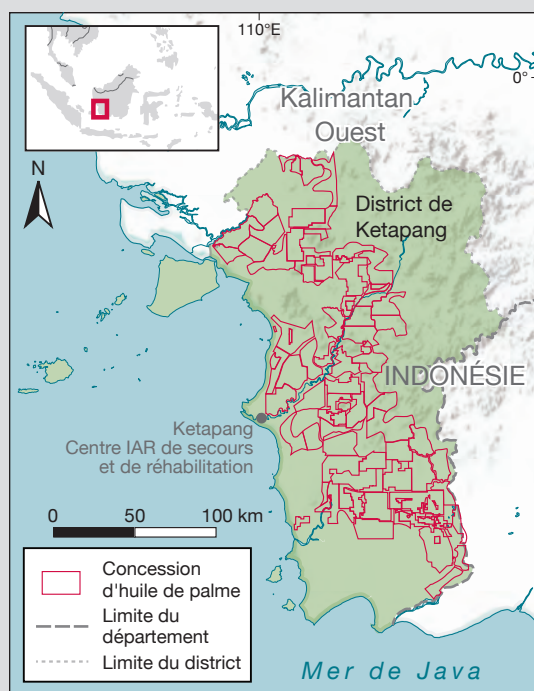 110°E
0°
Kalimantan
Ouest
N
District de
Ketapang
INDONÉSIE
Ketapang
Centre IAR de secours
et de réhabilitation
0 50 100 km
Concession
d'huile de palme
Limite du
département
Limite du district
Mer de Java